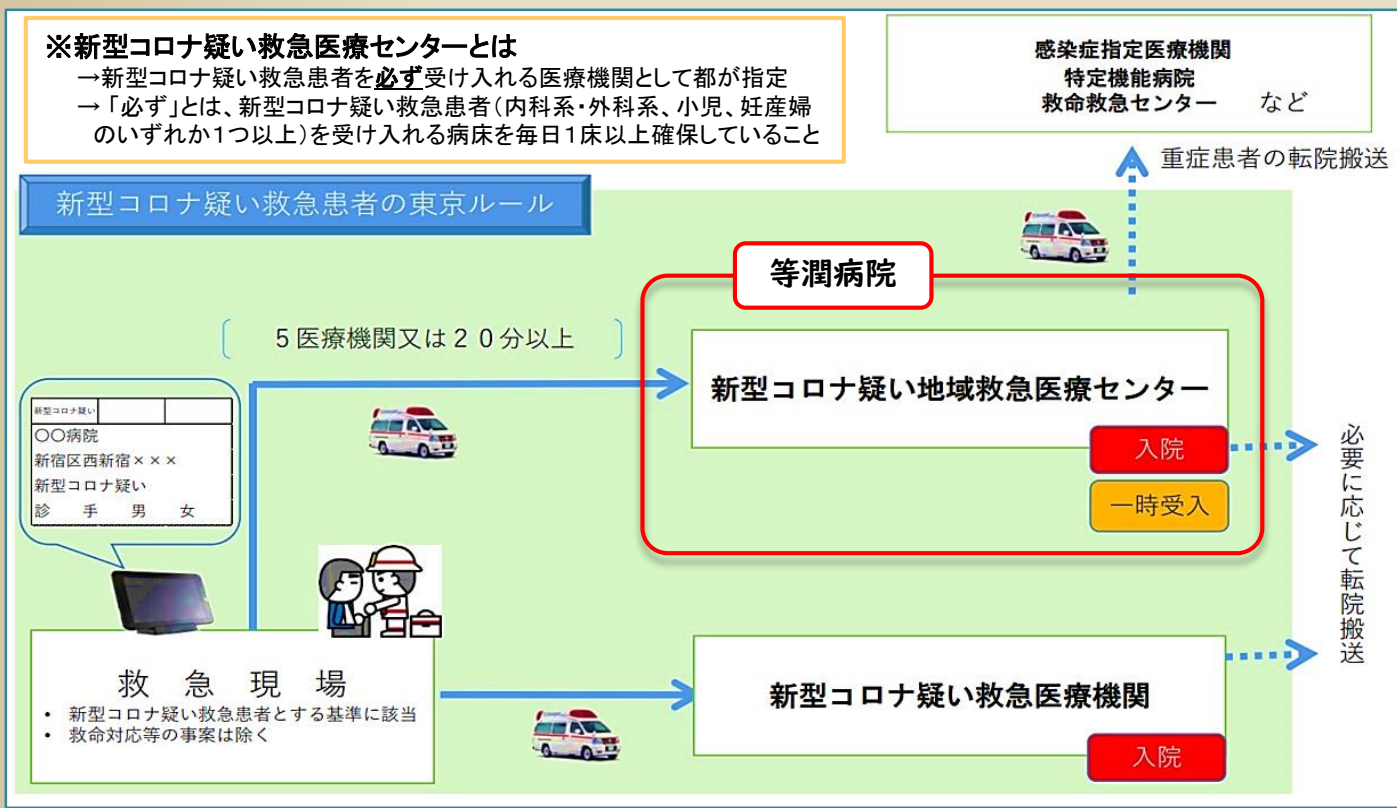 ※新型コロナ疑い救急医療センターとは
→新型コロナ疑い救急患者を必ず受け入れる医療機関として都が指定
→「必ず」とは、新型コロナ疑い救急患者(内科系・外科系、小児、妊産婦
のいずれか1つ以上)を受け入れる病床を毎日1床以上確保していること
感染症指定医療機関
特定機能病院
救命救急センター など
重症患者の転院搬送
新型コロナ疑い救急患者の東京ルール
等潤病院
5医療機関又は20分以上
新型コロナ疑い地域救急医療センター
入院
一時受入
必要に応じて転院搬送
新型コロナ疑い
〇〇病院
新宿区西新宿×××
新型コロナ疑い
診 手 男 女
救急現場
・ 新型コロナ疑い救急患者とする基準に該当
・ 救命対応等の事案は除く
新型コロナ疑い救急医療機関
入院